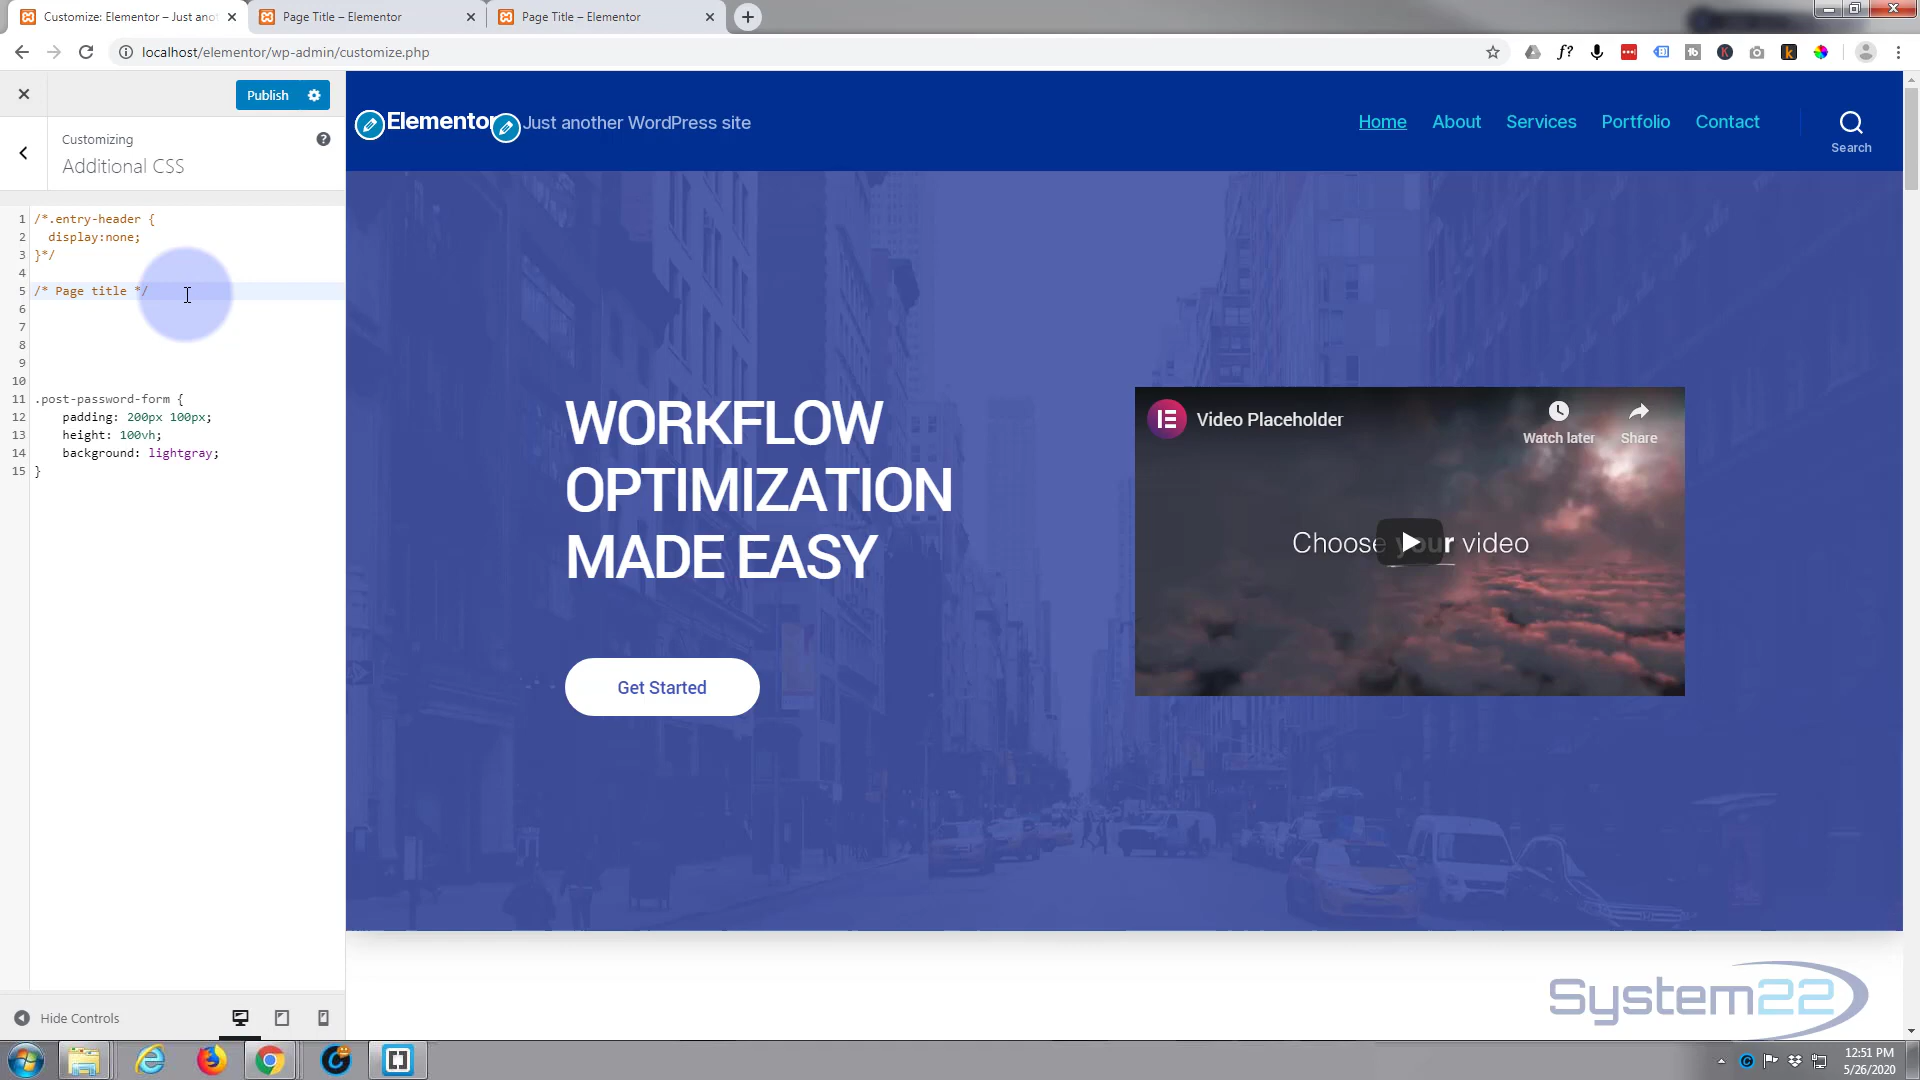 Customize: Elementor – Just anot
Page Title – Elementor
Page Title – Elementor
localhost/elementor/wp-admin/customize.php
Publish
Customizing
Additional CSS
1 /*.entry-header {
2 display:none;
3 }*/
4
5 /* Page title */
6
7
8
9
10
11 .post-password-form {
12 padding: 200px 100px;
13 height: 100vh;
14 background: lightgray;
15 }
Hide Controls
Elementor
Just another WordPress site
Home About Services Portfolio Contact
Search
WORKFLOW
OPTIMIZATION
MADE EASY
Get Started
Video Placeholder
Watch later
Share
Choose your video
System22
12:51 PM
5/26/2020